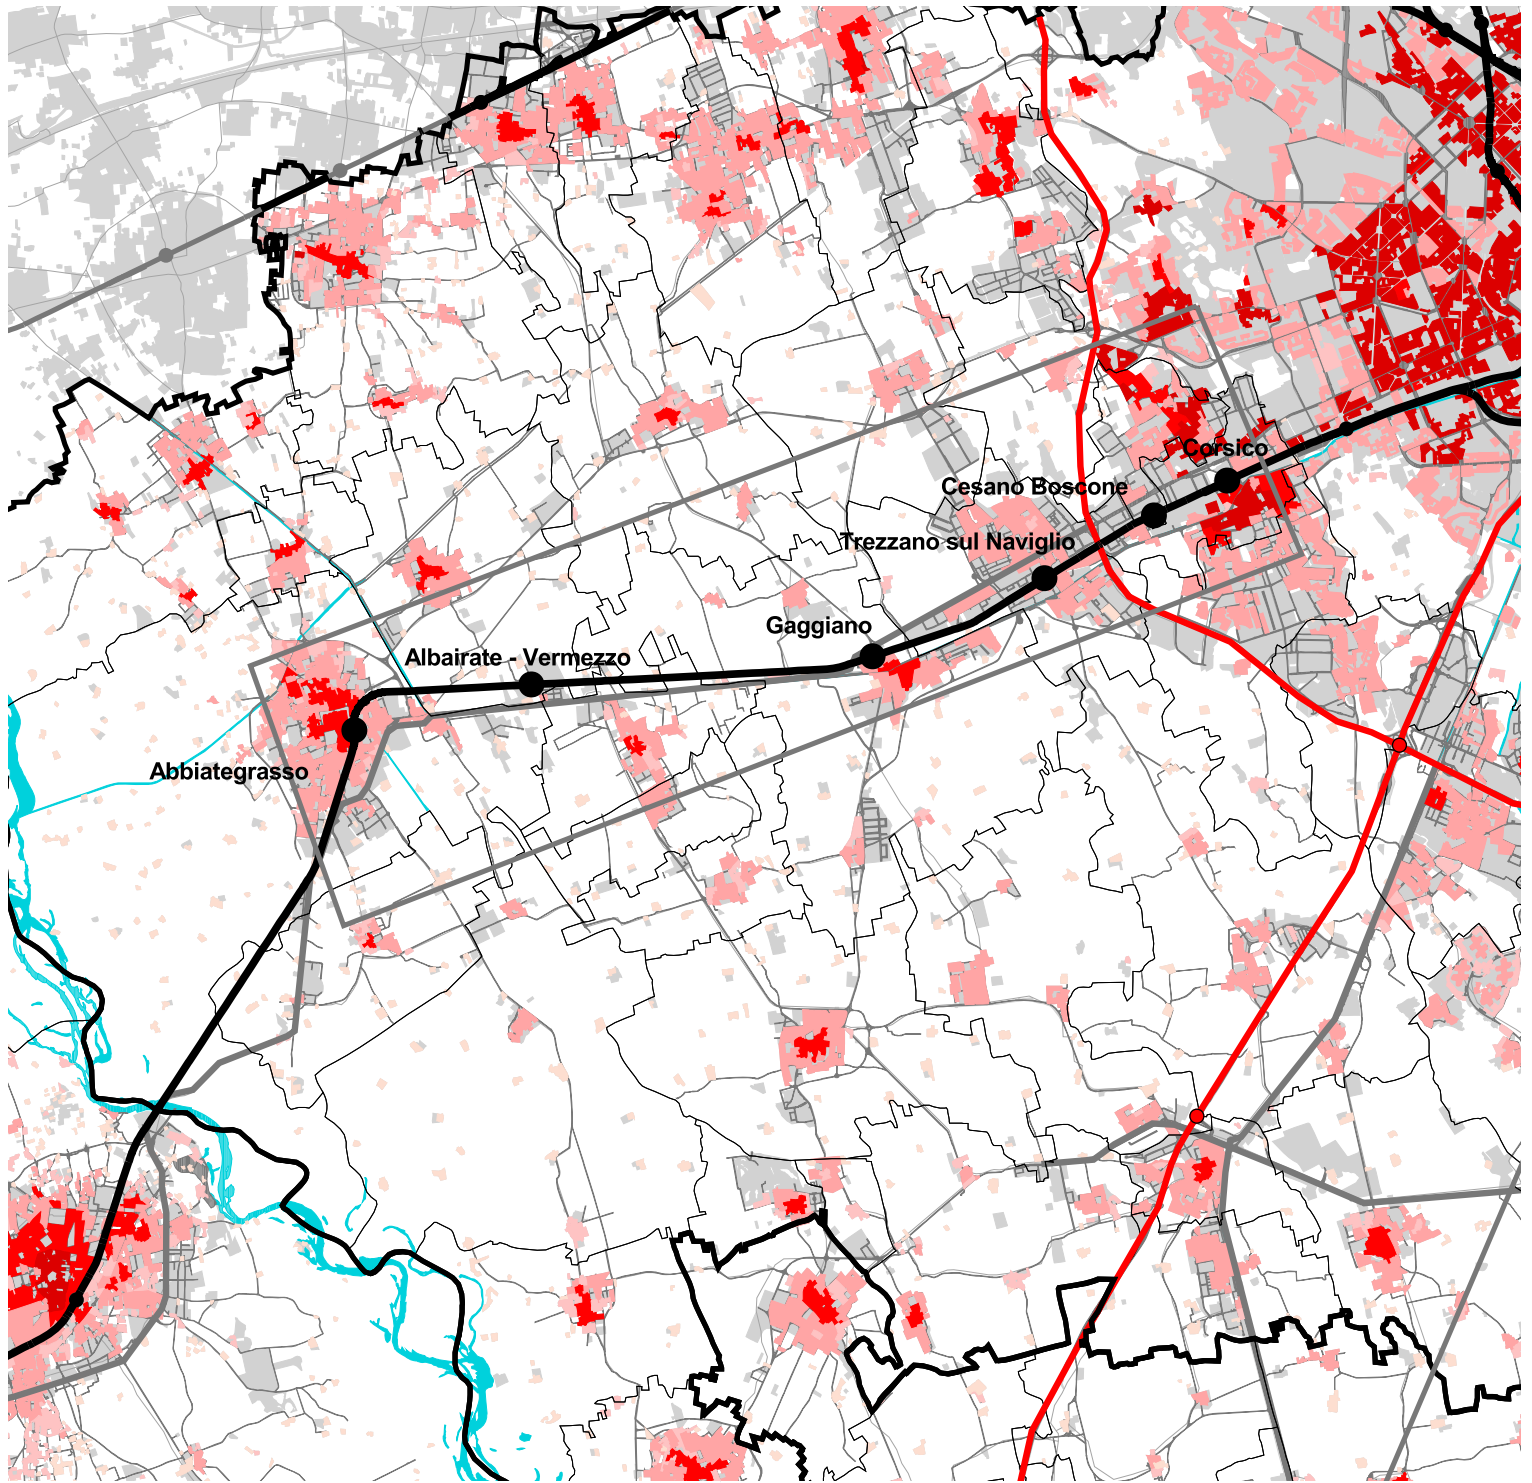 Corsico
Cesano Boscone
Trezzano sul Naviglio
Gaggiano
Albairate - Vermezzo
Abbiategrasso